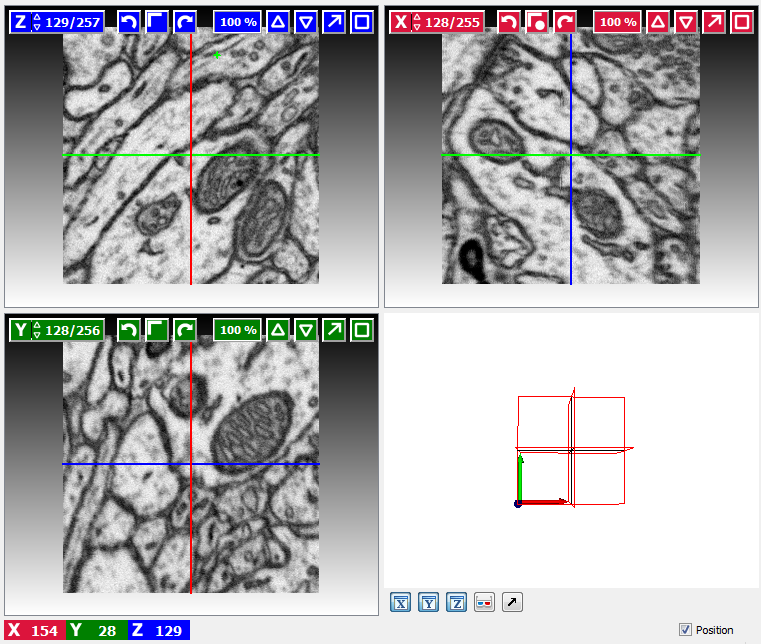 Z 129/257 100 %
X 128/255 100 %
Y 128/256 100 %
X Y Z
Position
X 154 Y 28 Z 129